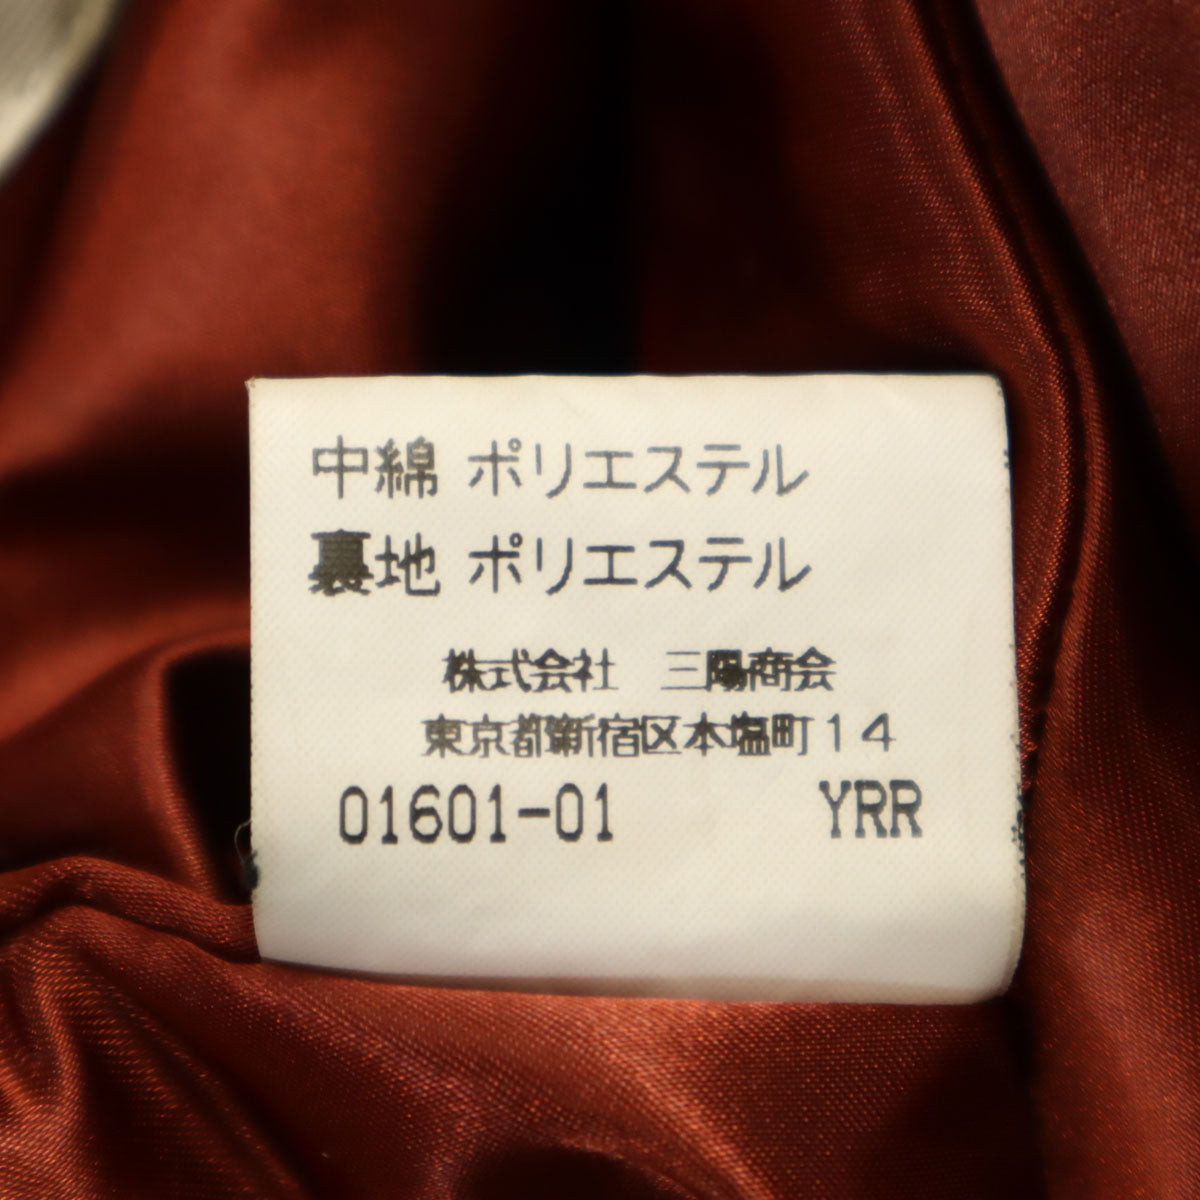 中綿 ポリエステル
裏地 ポリエステル
株式会社 三陽商会
東京都新宿区本塩町14
01601-01 YRR